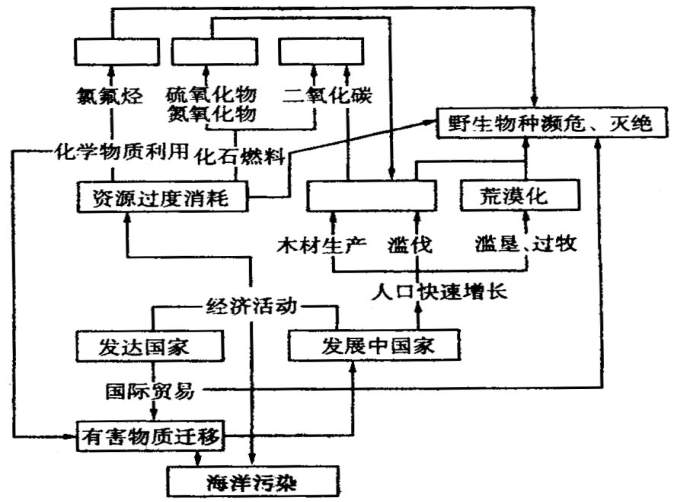 氯氟烃
硫氧化物
氮氧化物
二氧化碳
野生物种濒危、灭绝
化学物质利用
化石燃料
资源过度消耗
荒漠化
木材生产
滥伐
滥垦、过牧
人口快速增长
经济活动
发达国家
发展中国家
国际贸易
有害物质迁移
海洋污染